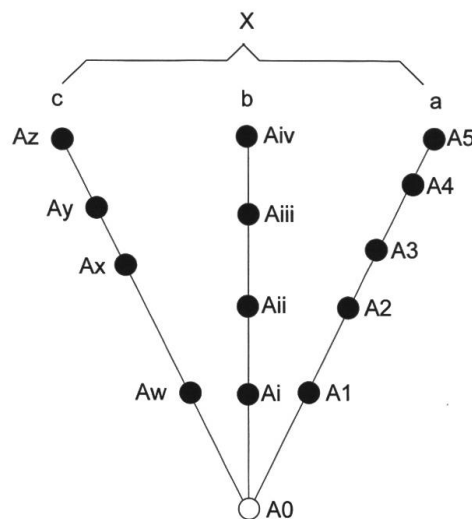 X
c b a
Az Aiv A5
A4
Ay Aiii
A3
Ax
Aii A2
Aw Ai A1
A0